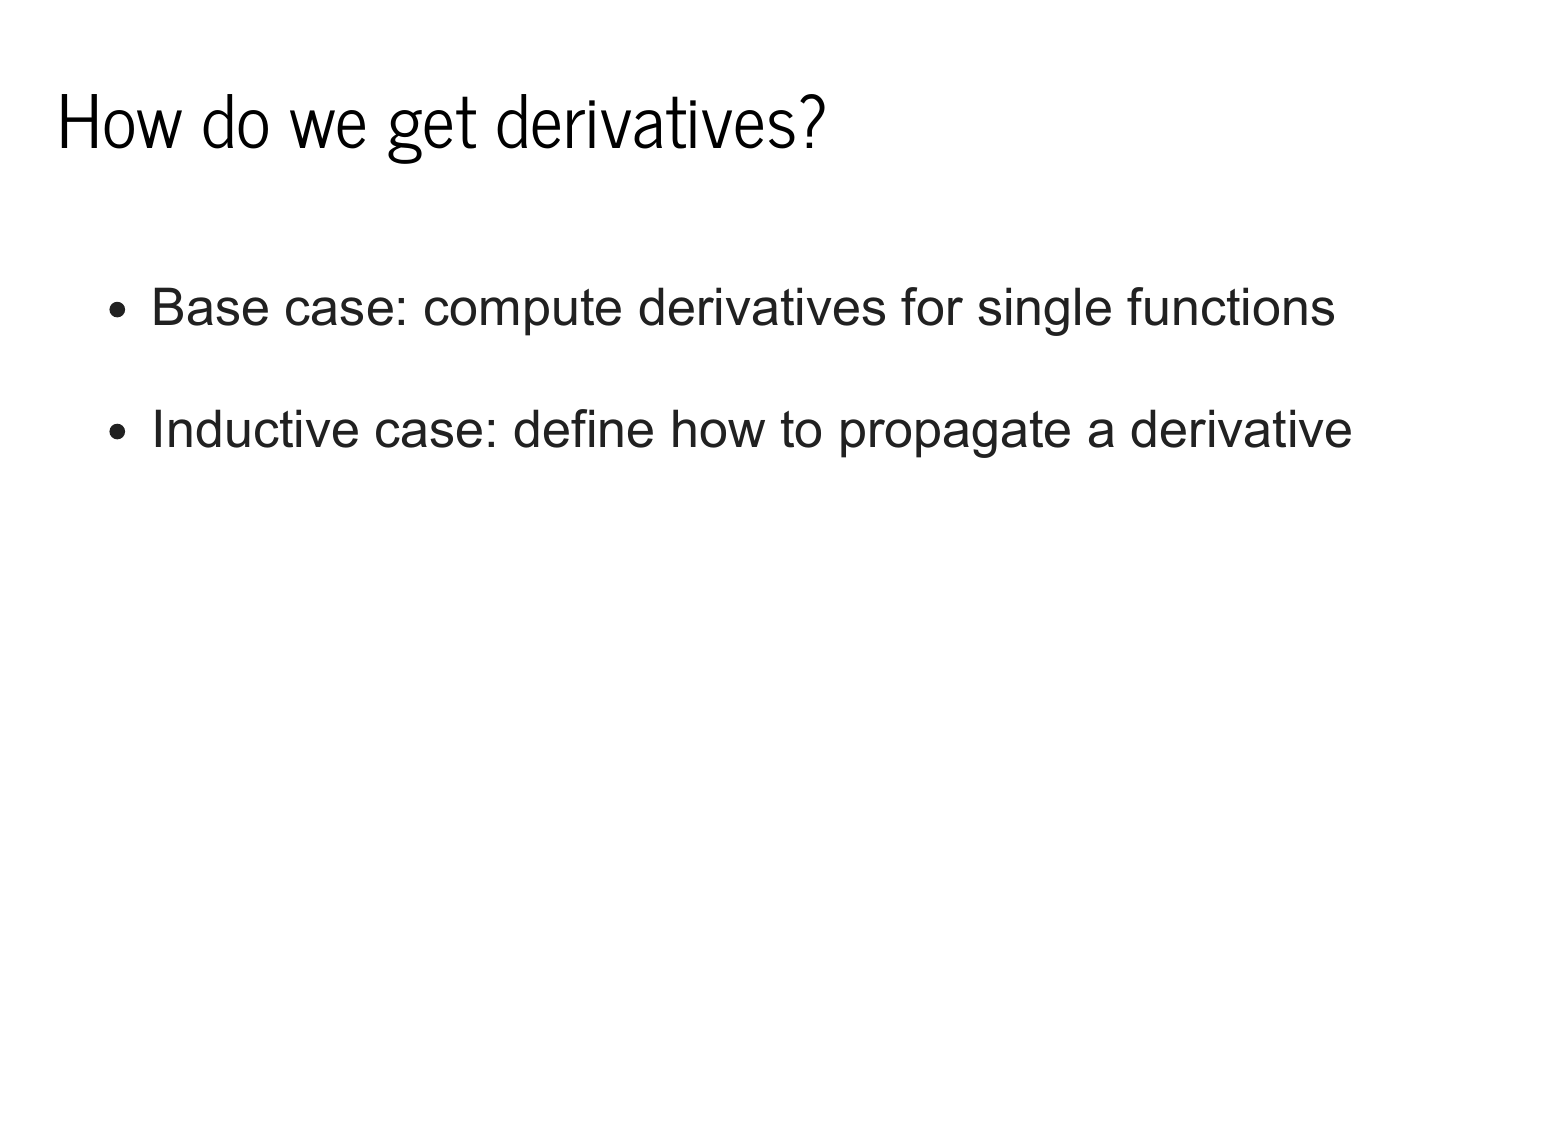 How do we get derivatives?
• Base case: compute derivatives for single functions
• Inductive case: define how to propagate a derivative